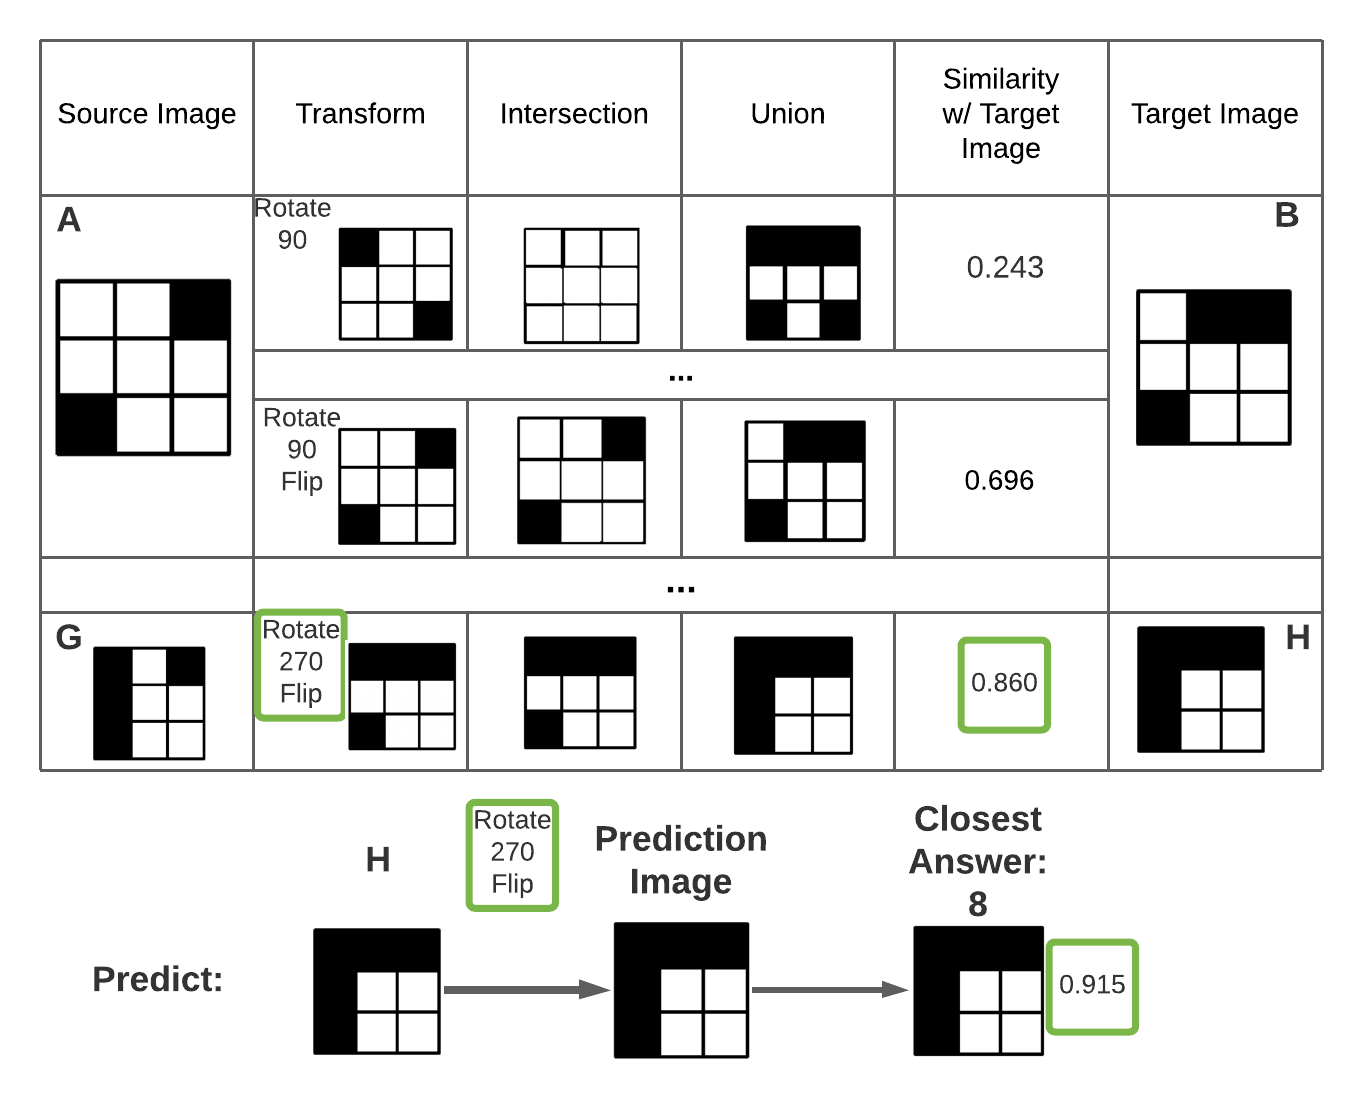 Source Image
Transform
Intersection
Union
Similarity
w/ Target
Image
Target Image
A
Rotate
90
0.243
B
...
Rotate
90
Flip
0.696
...
G
Rotate
270
Flip
0.860
H
Predict:
H
Rotate
270
Flip
Prediction
Image
Closest
Answer:
8
0.915